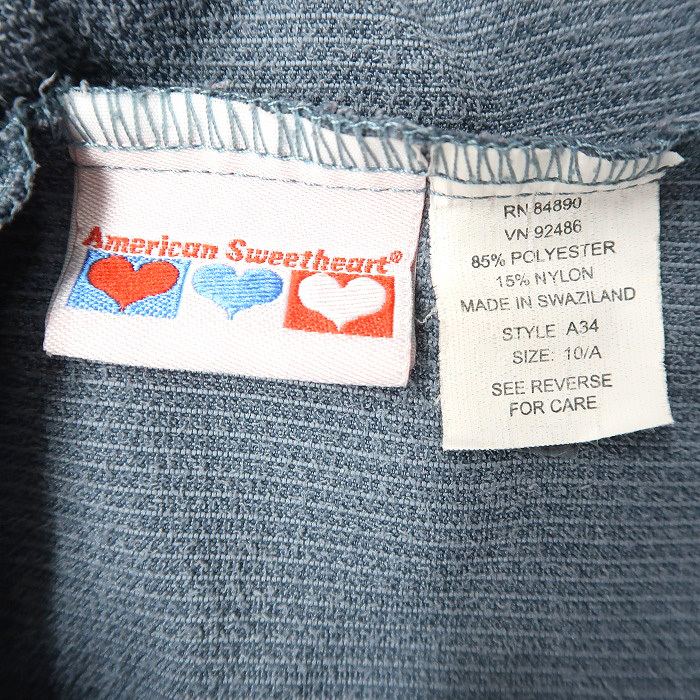 American Sweetheart®
RN 84890
VN 92486
85% POLYESTER
15% NYLON
MADE IN SWAZILAND
STYLE A34
SIZE: 10/A
SEE REVERSE
FOR CARE